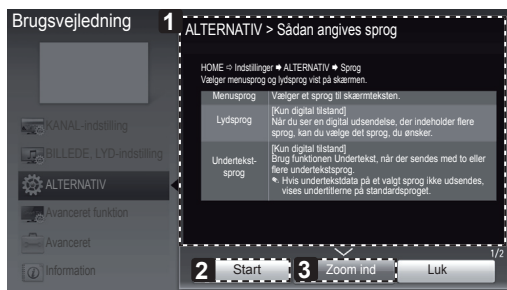 Brugsvejledning
1
ALTERNATIV > Sådan angives sprog
HOME ⇨ Indstillinger ➡ ALTERNATIV ➡ Sprog
Vælger menusprog og lydsprog vist på skærmen.
Menusprog
Vælger et sprog til skærmteksten.
Lydsprog
[Kun digital tilstand]
Når du ser en digital udsendelse, der indeholder flere
sprog, kan du vælge det sprog, du ønsker.
Undertekst-
sprog
[Kun digital tilstand]
Brug funktionen Undertekst, når der sendes med to eller
flere undertekstsprog.
Hvis undertekstdata på et valgt sprog ikke udsendes,
vises undertitlerne på standardsproget.
KANAL-indstilling
BILLEDE, LYD-indstilling
ALTERNATIV
Avanceret funktion
Avanceret
Information
1/2
2 Start
3 Zoom ind
Luk